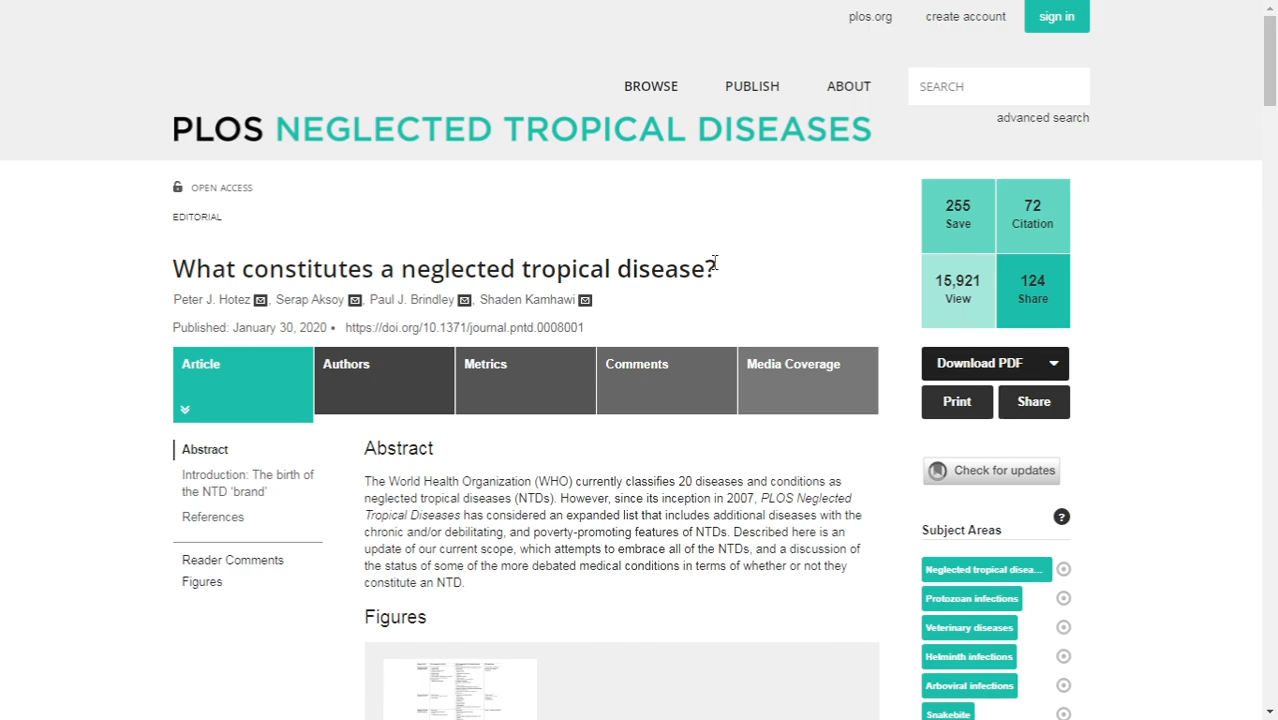 plos.org create account sign in
BROWSE PUBLISH ABOUT SEARCH
advanced search
PLOS NEGLECTED TROPICAL DISEASES
OPEN ACCESS
EDITORIAL
What constitutes a neglected tropical disease?
Peter J. Hotez, Serap Aksoy, Paul J. Brindley, Shaden Kamhawi
Published: January 30, 2020 • https://doi.org/10.1371/journal.pntd.0008001
255 72
Save Citation
15,921 124
View Share
Article Authors Metrics Comments Media Coverage
Download PDF
Print Share
Check for updates
Abstract
Introduction: The birth of
the NTD ‘brand’
References
Reader Comments
Figures
Abstract
The World Health Organization (WHO) currently classifies 20 diseases and conditions as
neglected tropical diseases (NTDs). However, since its inception in 2007, PLOS Neglected
Tropical Diseases has considered an expanded list that includes additional diseases with the
chronic and/or debilitating, and poverty-promoting features of NTDs. Described here is an
update of our current scope, which attempts to embrace all of the NTDs, and a discussion of
the status of some of the more debated medical conditions in terms of whether or not they
constitute an NTD.
Figures
?
Subject Areas
Neglected tropical disea...
Protozoan infections
Veterinary diseases
Helminth infections
Arboviral infections
Snakebite